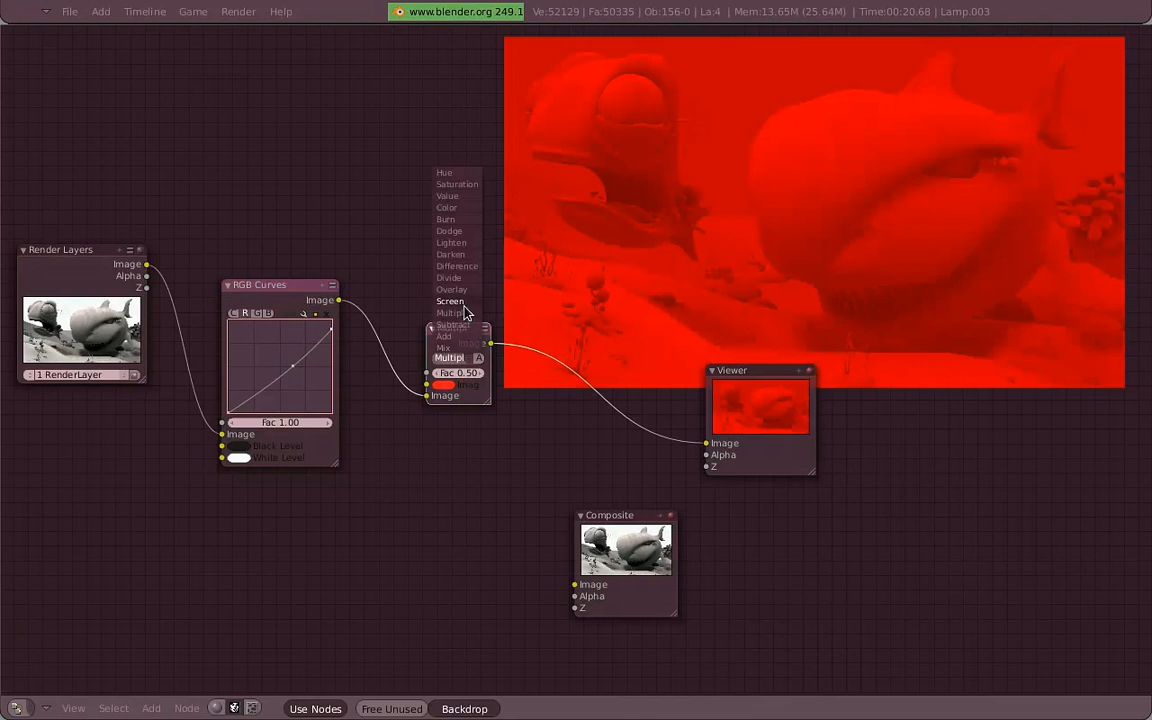 File Add Timeline Game Render Help www.blender.org 249.1 Ve:52129 | Fa:50335 | Ob:156-0 | La:4 | Mem:13.65M (25.64M) | Time:00:20.68 | Lamp.003
Hue
Saturation
Value
Color
Burn
Dodge
Lighten
Darken
Difference
Divide
Overlay
Screen
Multipl
Subtract
Add
Mix
Multipl A
Fac 0.50
Imag
Image
Render Layers
Image
Alpha
Z
1 RenderLayer
RGB Curves
Image
C R G B
Fac 1.00
Image
Black Level
White Level
Viewer
Image
Alpha
Z
Composite
Image
Alpha
Z
View Select Add Node Use Nodes Free Unused Backdrop